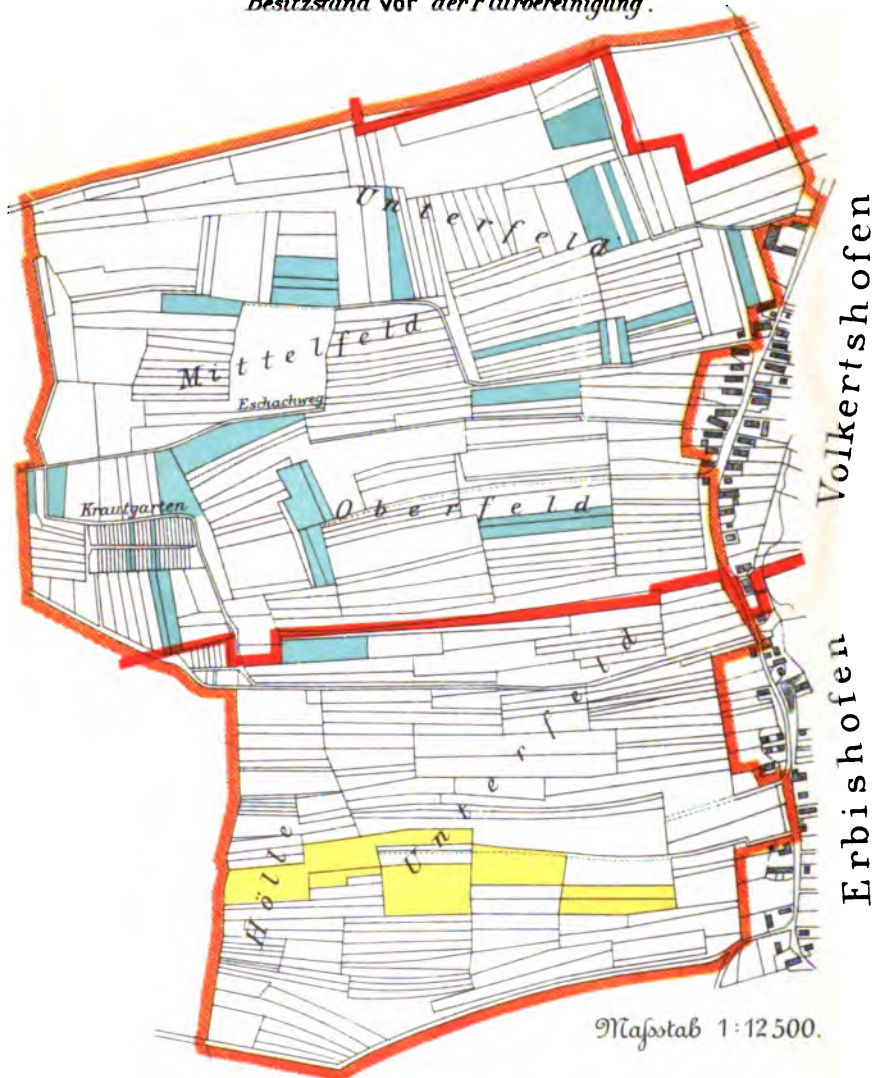 Besitzstand vor der Flurbereinigung.
Unterfeld
Mittelfeld
Eschachweg
Krautgarten
Oberfeld
Volkertshofen
Unterfeld
Hölle
Erbishofen
Maſsstab 1:12500.